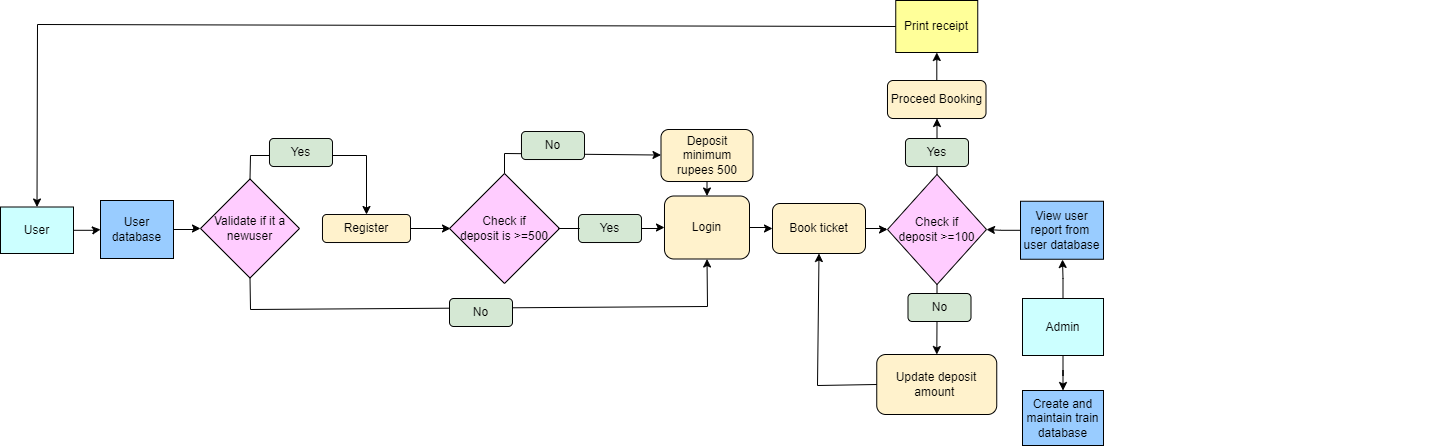 Print receipt
Proceed Booking
Yes
No
Deposit
minimum
rupees 500
Yes
User
User
database
Validate if it a
newuser
Register
Check if
deposit is >=500
Yes
Login
Book ticket
Check if
deposit >=100
View user
report from
user database
No
No
Admin
Update deposit
amount
Create and
maintain train
database